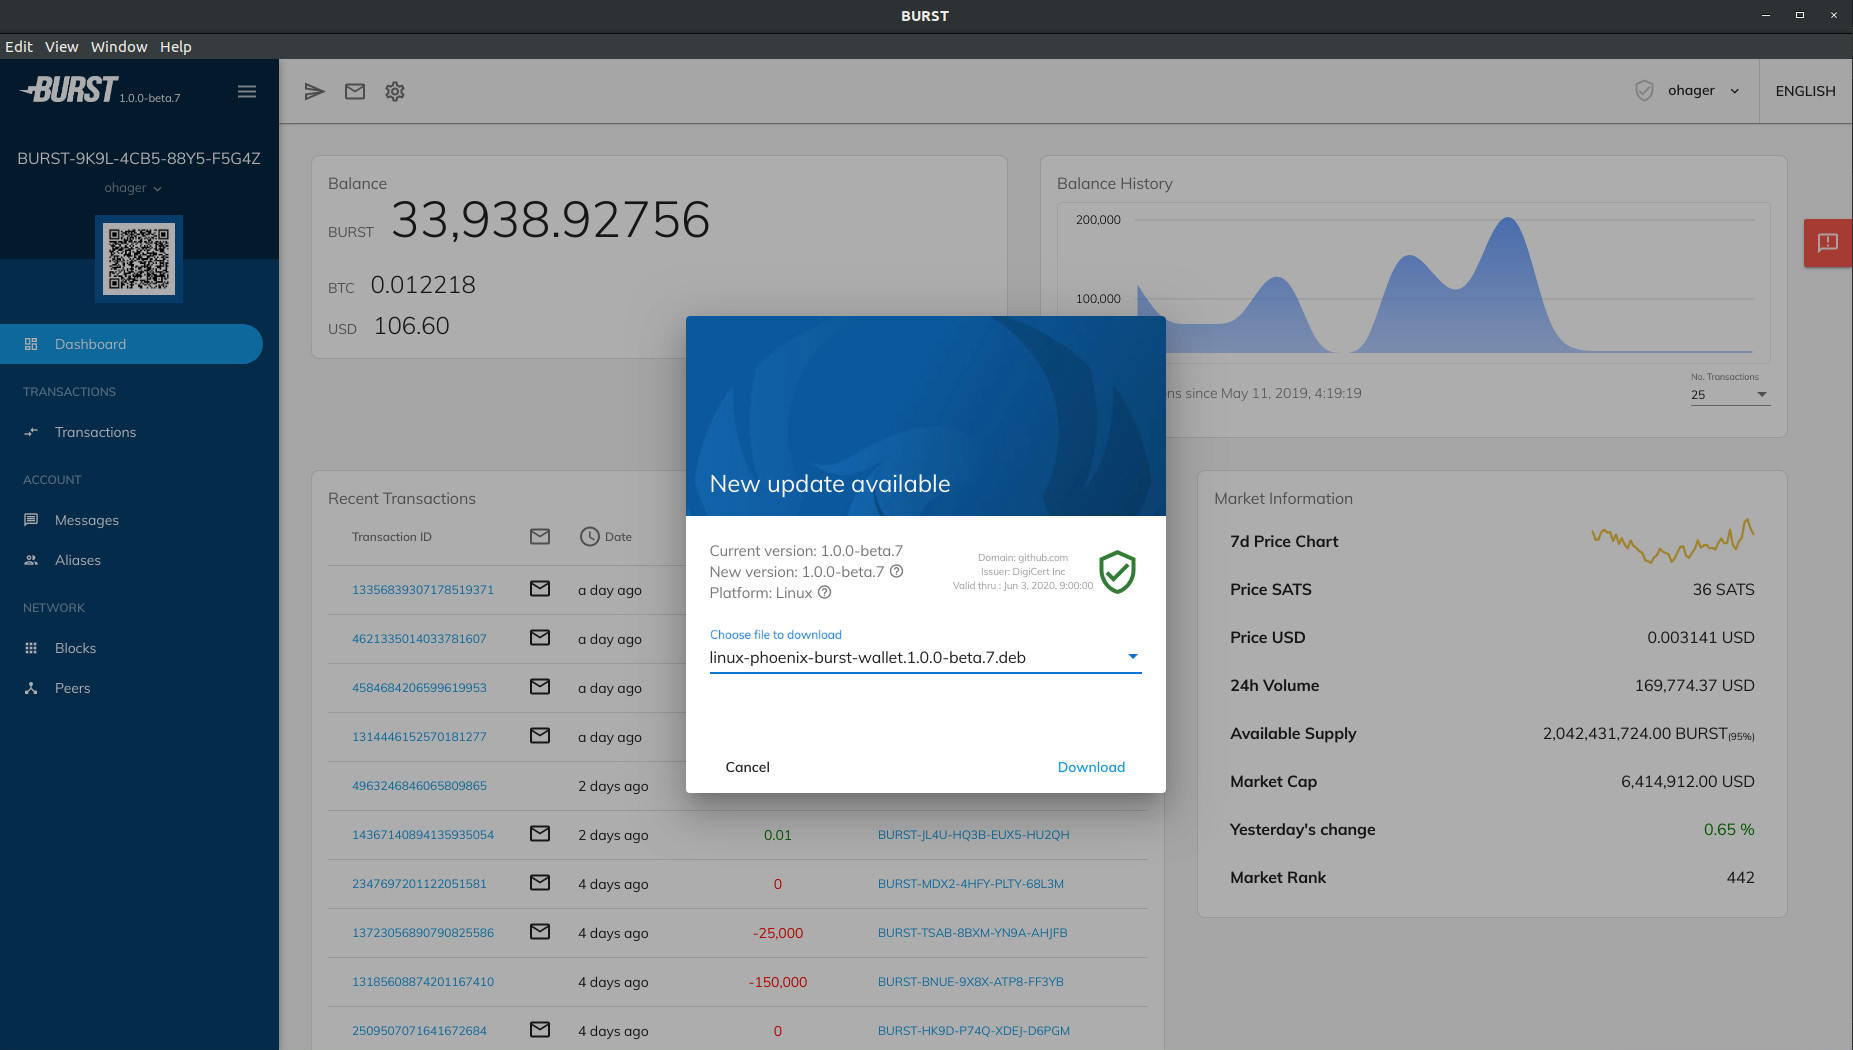 BURST
Edit View Window Help
BURST 1.0.0-beta.7
ohager
ENGLISH
BURST-9K9L-4CB5-88Y5-F5G4Z
ohager
Dashboard
TRANSACTIONS
Transactions
ACCOUNT
Messages
Aliases
NETWORK
Blocks
Peers
Balance
BURST 33,938.92756
BTC 0.012218
USD 106.60
Balance History
200,000
100,000
ns since May 11, 2019, 4:19:19
No. Transactions
25
New update available
Current version: 1.0.0-beta.7
New version: 1.0.0-beta.7
Platform: Linux
Domain: github.com
Issuer: DigiCert Inc
Valid thru : Jun 3, 2020, 9:00:00
Choose file to download
linux-phoenix-burst-wallet.1.0.0-beta.7.deb
Cancel Download
Recent Transactions
Transaction ID Date
13356839307178519371 a day ago
4621335014033781607 a day ago
4584684206599619953 a day ago
1314446152570181277 a day ago
4963246846065809865 2 days ago
14367140894135935054 2 days ago 0.01 BURST-JL4U-HQ3B-EUX5-HU2QH
2347697201122051581 4 days ago 0 BURST-MDX2-4HFY-PLTY-68L3M
13723056890790825586 4 days ago -25,000 BURST-TSAB-8BXM-YN9A-AHJFB
13185608874201167410 4 days ago -150,000 BURST-BNUE-9X8X-ATP8-FF3YB
2509507071641672684 4 days ago 0 BURST-HK9D-P74Q-XDEJ-D6PGM
Market Information
7d Price Chart
Price SATS 36 SATS
Price USD 0.003141 USD
24h Volume 169,774.37 USD
Available Supply 2,042,431,724.00 BURST(95%)
Market Cap 6,414,912.00 USD
Yesterday's change 0.65 %
Market Rank 442